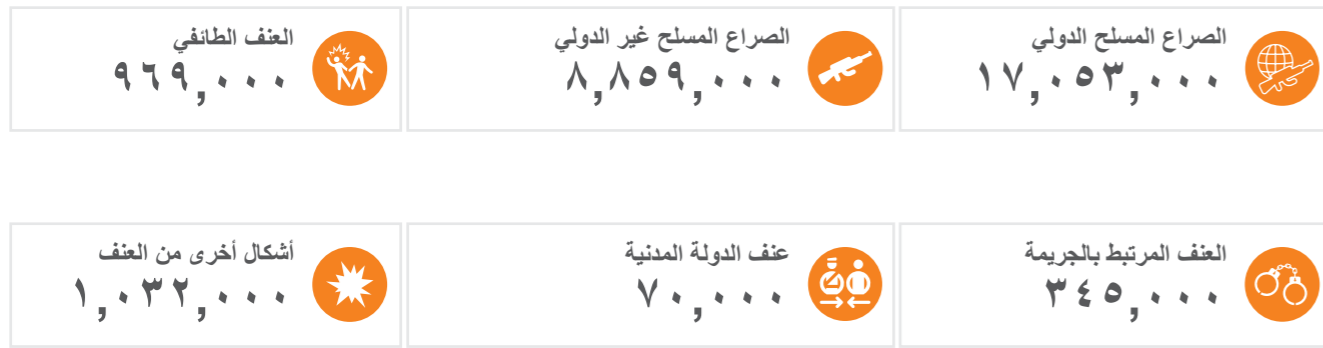 الصراع المسلح الدولي
١٧,٠٥٣,٠٠٠
الصراع المسلح غير الدولي
٨,٨٥٩,٠٠٠
العنف الطائفي
٩٦٩,٠٠٠
العنف المرتبط بالجريمة
٣٤٥,٠٠٠
عنف الدولة المدنية
٧٠,٠٠٠
أشكال أخرى من العنف
١,٠٣٢,٠٠٠